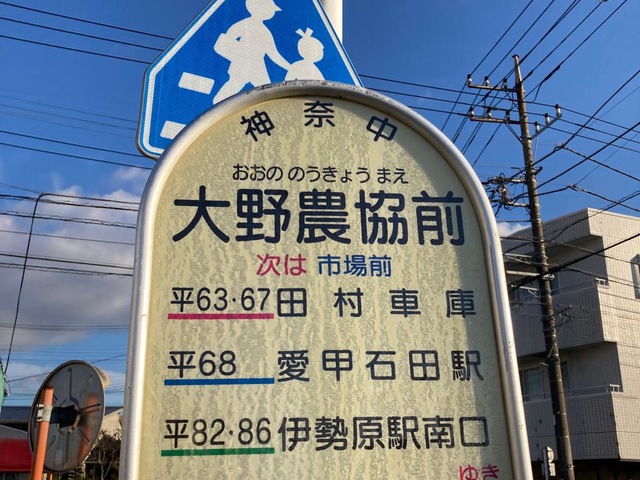 神奈中
おおの のうきょう まえ
大野農協前
次は 市場前
平63·67 田村車庫
平68 愛甲石田駅
平82·86 伊勢原駅南口
ゆき